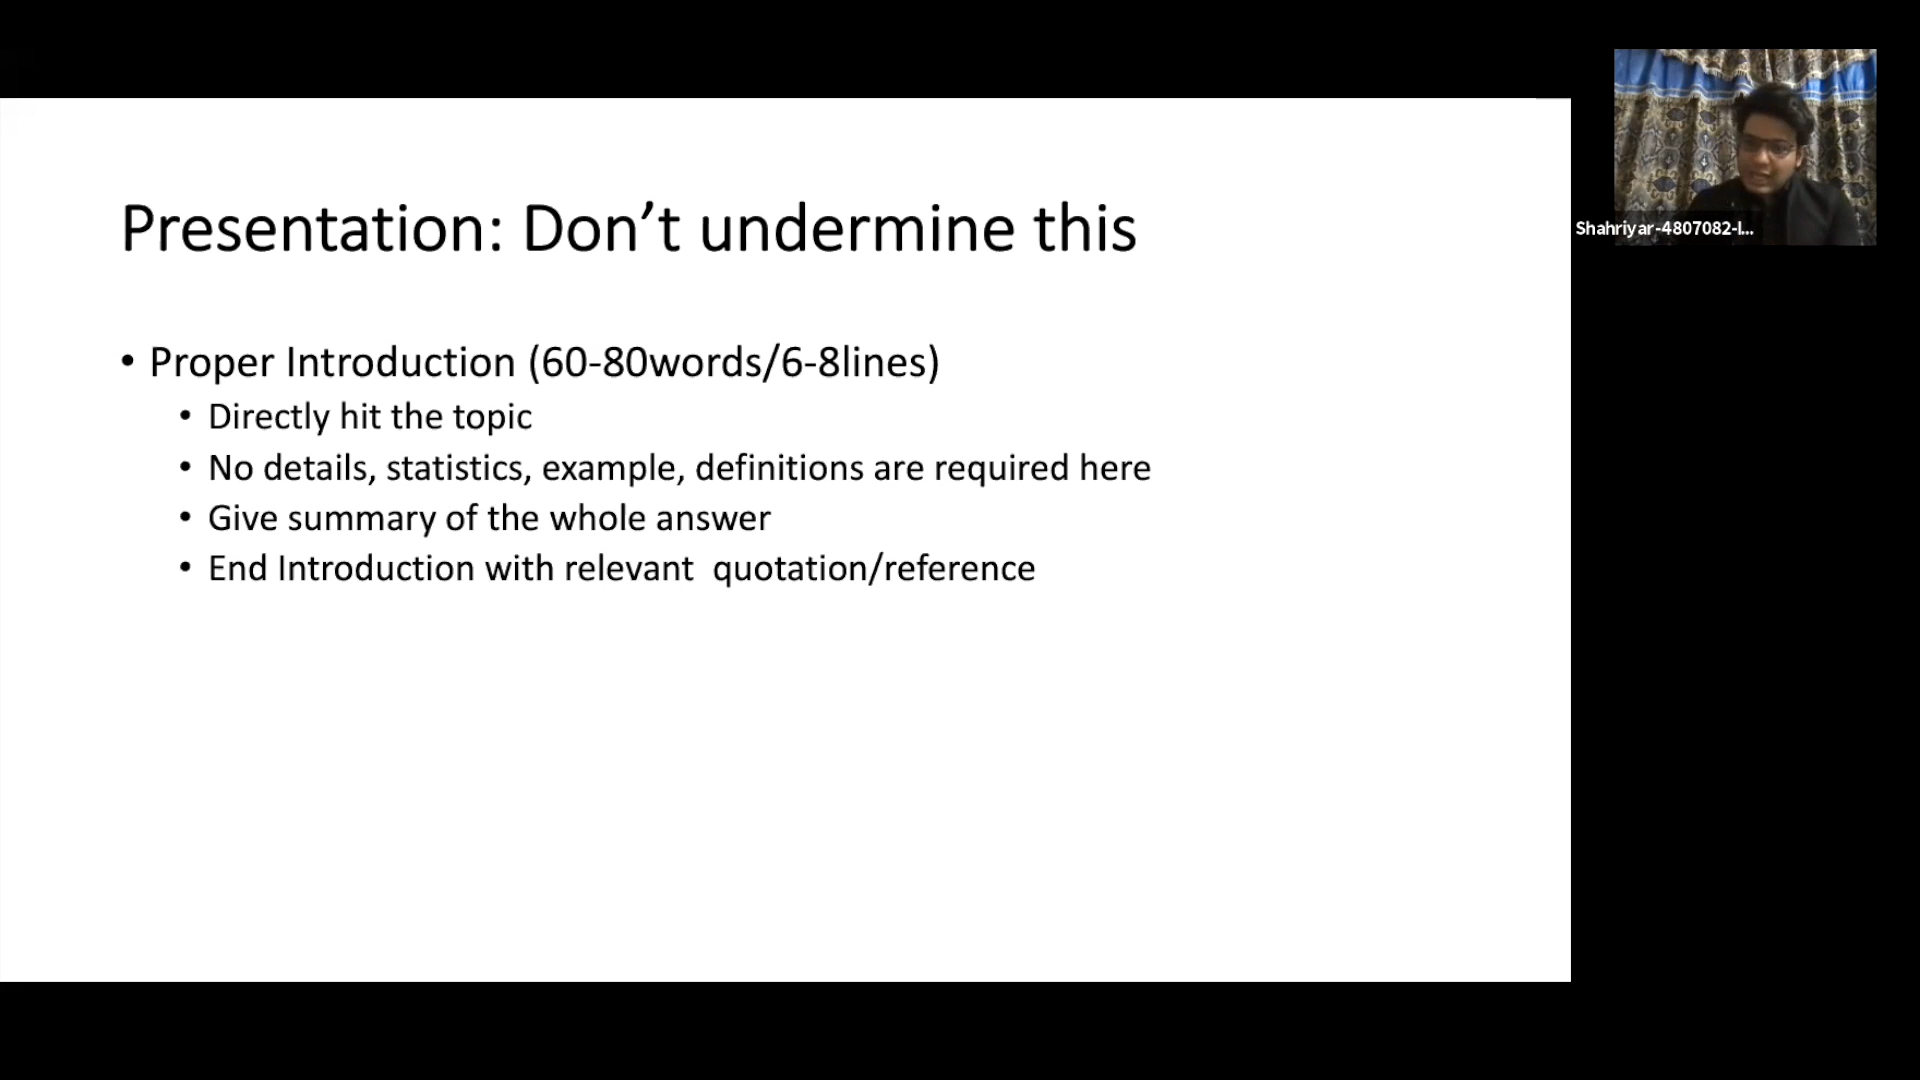 Presentation: Don’t undermine this
• Proper Introduction (60-80words/6-8lines)
• Directly hit the topic
• No details, statistics, example, definitions are required here
• Give summary of the whole answer
• End Introduction with relevant  quotation/reference
Shahriyar-4807082-I...